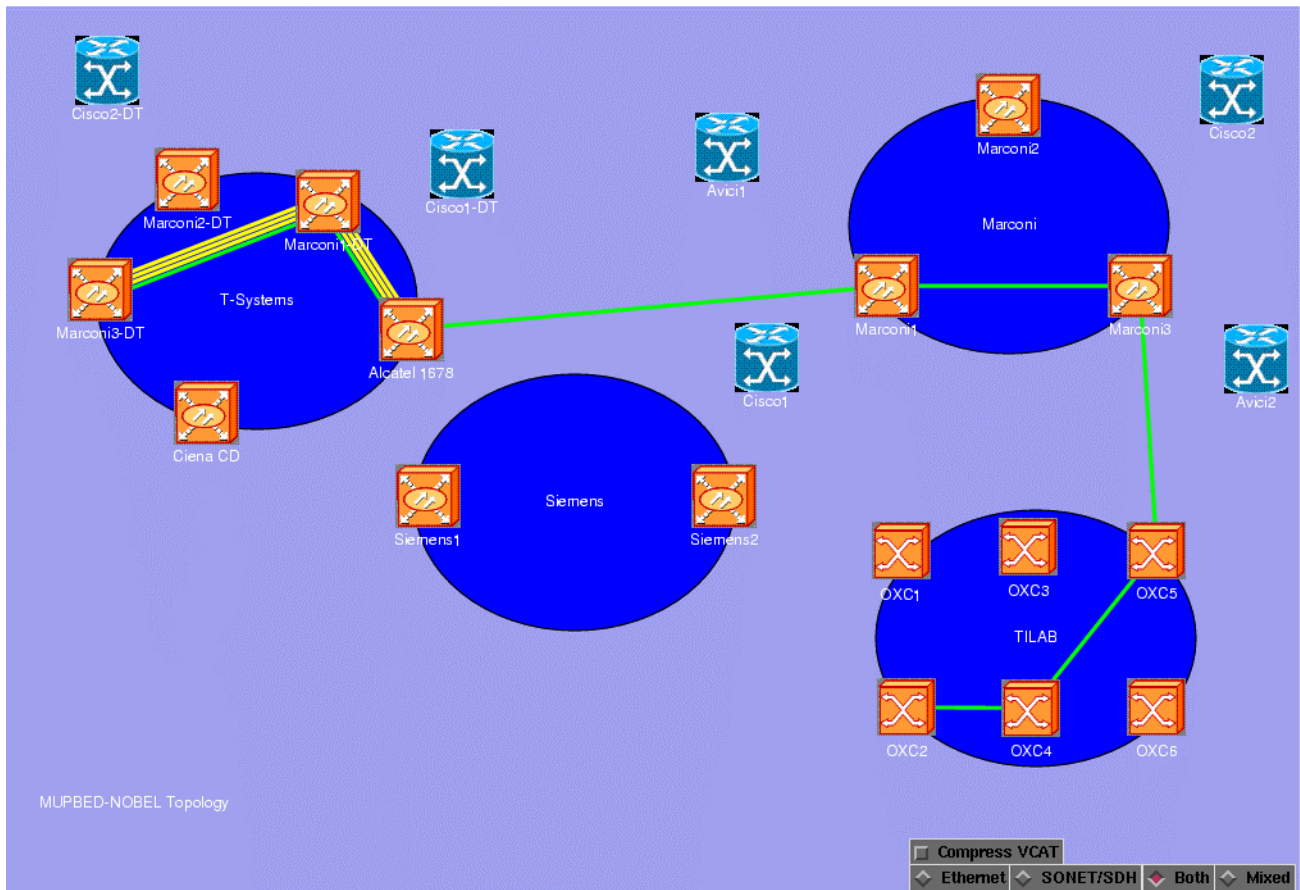 Cisco2-DT
Cisco2
Marconi2
Avici1
Cisco1-DT
Marconi2-DT
Marconi
Marconi1-DT
T-Systems
Marconi3-DT
Marconi1
Marconi3
Alcatel 1678
Cisco1
Avici2
Ciena CD
Siemens
Siemens1
Siemens2
OXC3
OXC1
OXC5
TILAB
OXC2
OXC4
OXC6
MUPBED-NOBEL Topology
Compress VCAT
Ethernet SONET/SDH Both Mixed